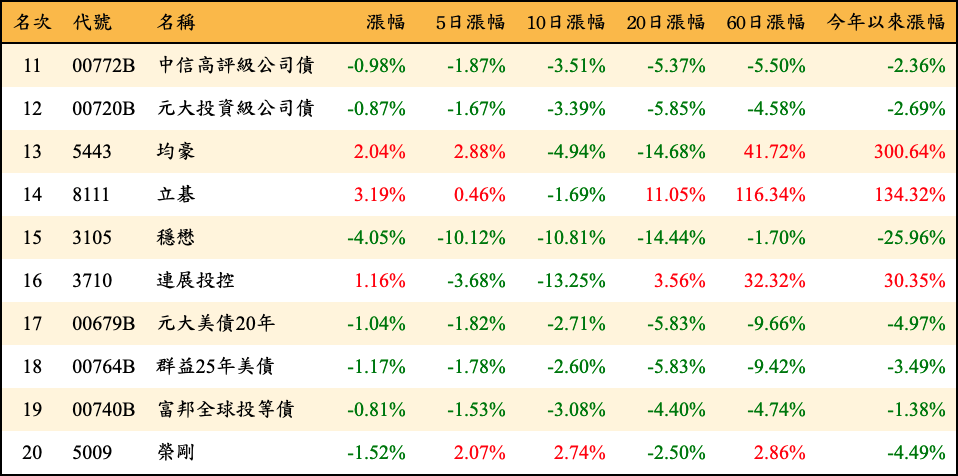 名次 代號 名稱 漲幅 5日漲幅 10日漲幅 20日漲幅 60日漲幅 今年以來漲幅
11 00772B 中信高評級公司債 -0.98% -1.87% -3.51% -5.37% -5.50% -2.36%
12 00720B 元大投資級公司債 -0.87% -1.67% -3.39% -5.85% -4.58% -2.69%
13 5443 均豪 2.04% 2.88% -4.94% -14.68% 41.72% 300.64%
14 8111 立碁 3.19% 0.46% -1.69% 11.05% 116.34% 134.32%
15 3105 穩懋 -4.05% -10.12% -10.81% -14.44% -1.70% -25.96%
16 3710 連展投控 1.16% -3.68% -13.25% 3.56% 32.32% 30.35%
17 00679B 元大美債20年 -1.04% -1.82% -2.71% -5.83% -9.66% -4.97%
18 00764B 群益25年美債 -1.17% -1.78% -2.60% -5.83% -9.42% -3.49%
19 00740B 富邦全球投等債 -0.81% -1.53% -3.08% -4.40% -4.74% -1.38%
20 5009 榮剛 -1.52% 2.07% 2.74% -2.50% 2.86% -4.49%